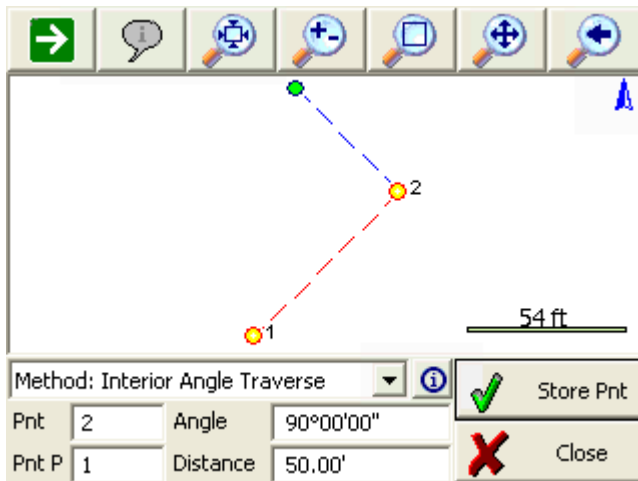 2
1
54 ft
Method: Interior Angle Traverse
Store Pnt
Pnt 2 Angle 90°00'00"
Pnt P 1 Distance 50.00'
Close